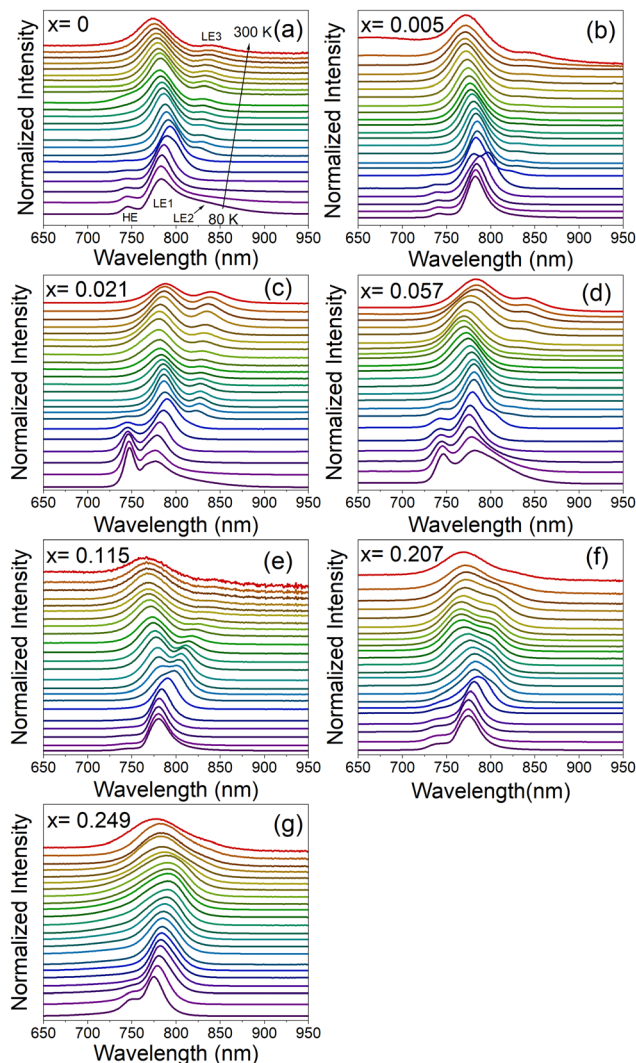 x= 0
(a)
LE3
300 K
HE
LE1
LE2
80 K
Normalized Intensity
650 700 750 800 850 900 950
Wavelength (nm)
x= 0.005
(b)
Normalized Intensity
650 700 750 800 850 900 950
Wavelength (nm)
x= 0.021
(c)
Normalized Intensity
650 700 750 800 850 900 950
Wavelength (nm)
x= 0.057
(d)
Normalized Intensity
650 700 750 800 850 900 950
Wavelength (nm)
x= 0.115
(e)
Normalized Intensity
650 700 750 800 850 900 950
Wavelength (nm)
x= 0.207
(f)
Normalized Intensity
650 700 750 800 850 900 950
Wavelength(nm)
x= 0.249
(g)
Normalized Intensity
650 700 750 800 850 900 950
Wavelength (nm)